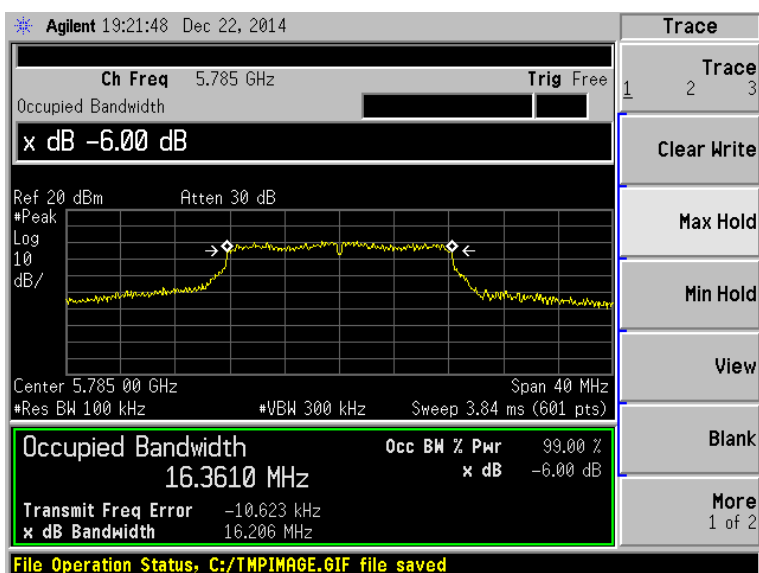 Agilent 19:21:48 Dec 22, 2014
Trace
Ch Freq 5.785 GHz Trig Free
Occupied Bandwidth
x dB -6.00 dB
Ref 20 dBm Atten 30 dB
#Peak
Log
10
dB/
Center 5.785 00 GHz Span 40 MHz
#Res BW 100 kHz #VBW 300 kHz Sweep 3.84 ms (601 pts)
Occupied Bandwidth
16.3610 MHz
Occ BW % Pwr 99.00 %
x dB -6.00 dB
Transmit Freq Error -10.623 kHz
x dB Bandwidth 16.206 MHz
File Operation Status, C:/TMPIMAGE.GIF file saved
Trace
1 2 3
Clear Write
Max Hold
Min Hold
View
Blank
More
1 of 2